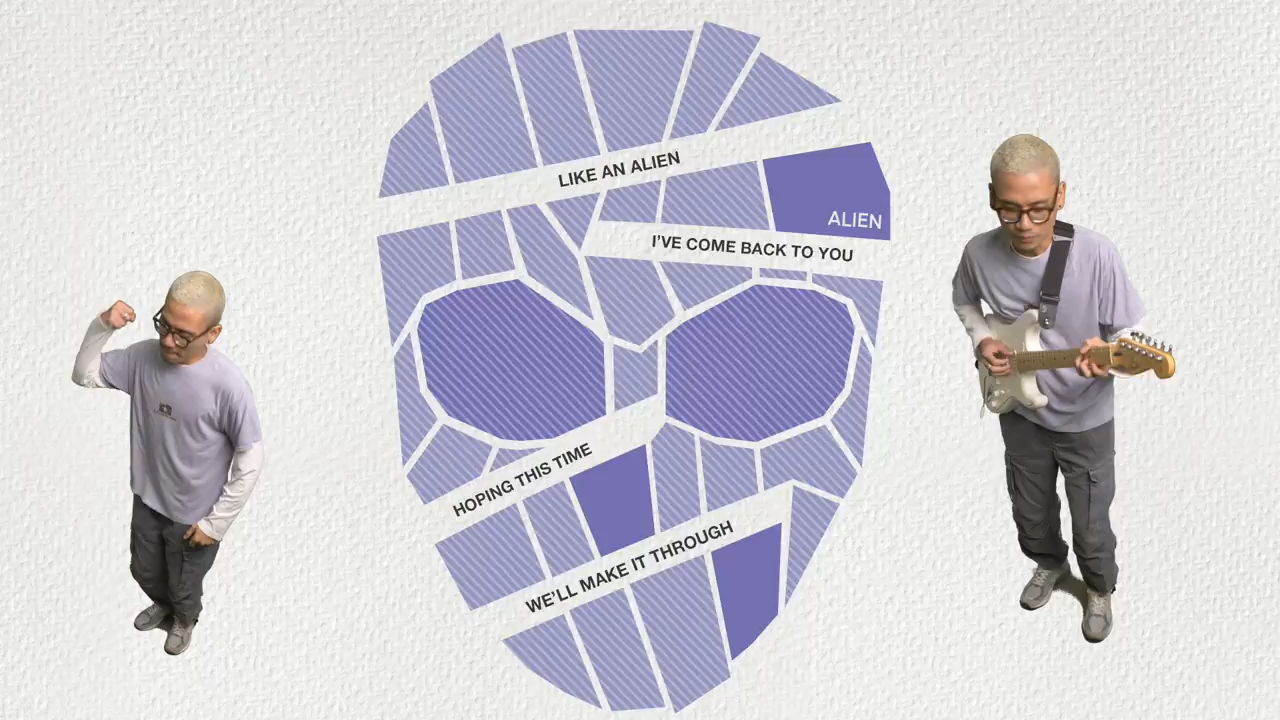 LIKE AN ALIEN
ALIEN
I'VE COME BACK TO YOU
HOPING THIS TIME
WE'LL MAKE IT THROUGH